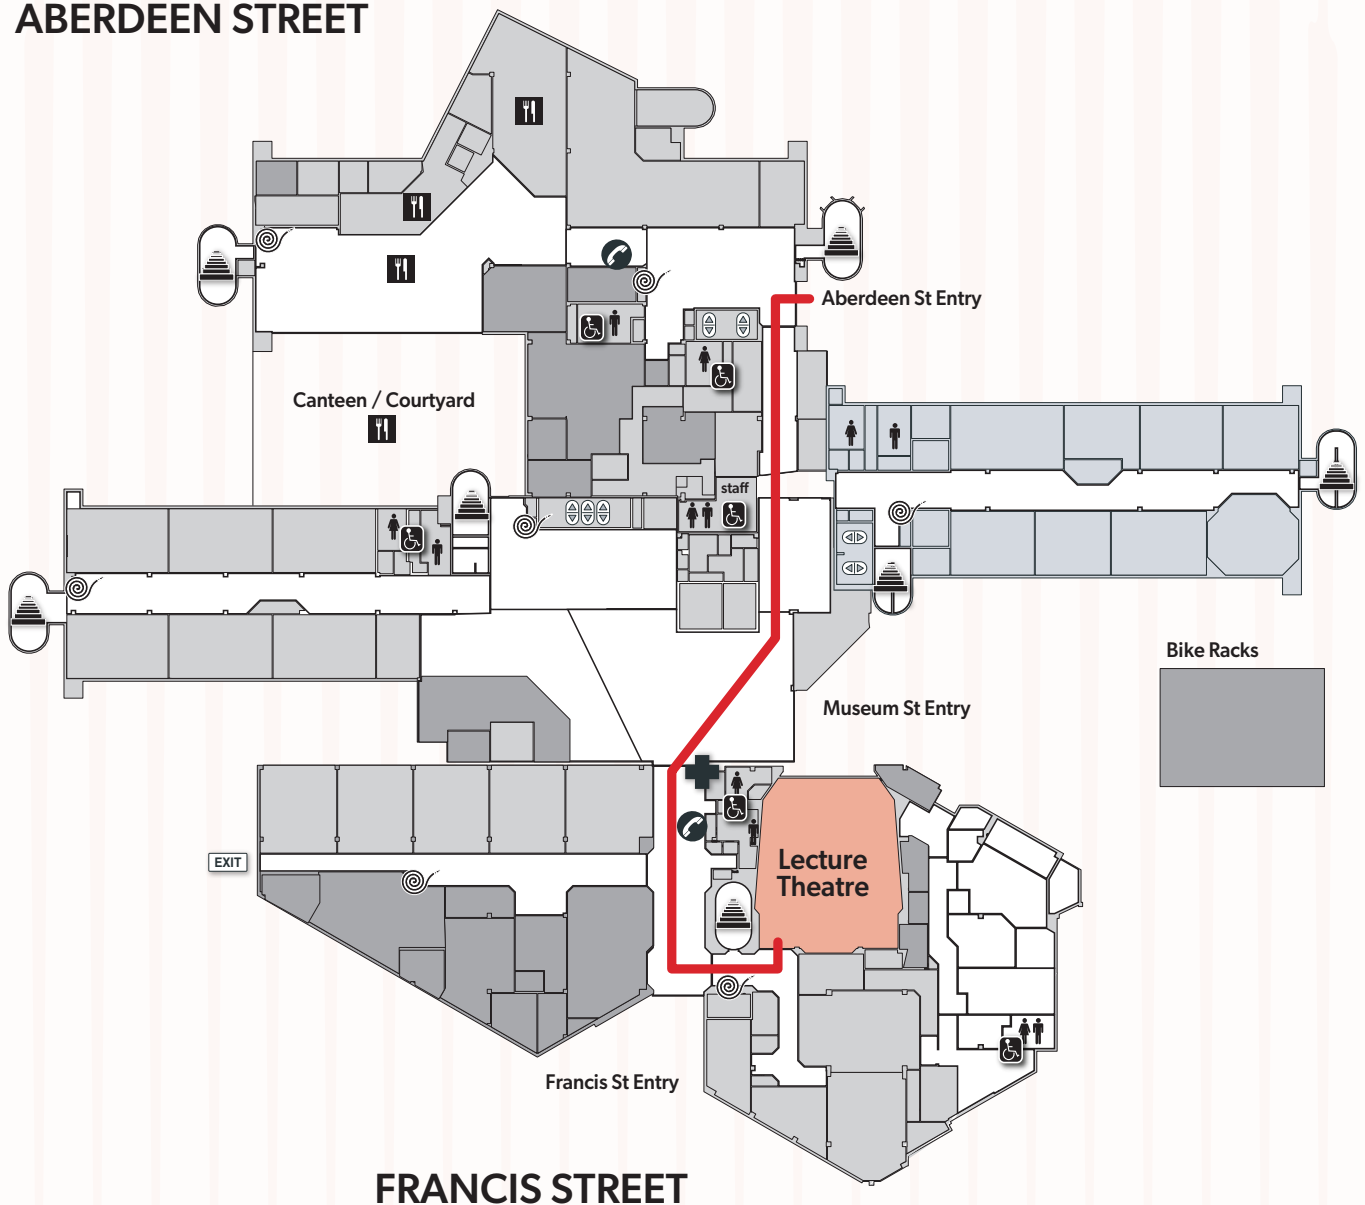 ABERDEEN STREET
Aberdeen St Entry
Canteen / Courtyard
staff
Bike Racks
Museum St Entry
EXIT
Lecture
Theatre
Francis St Entry
FRANCIS STREET